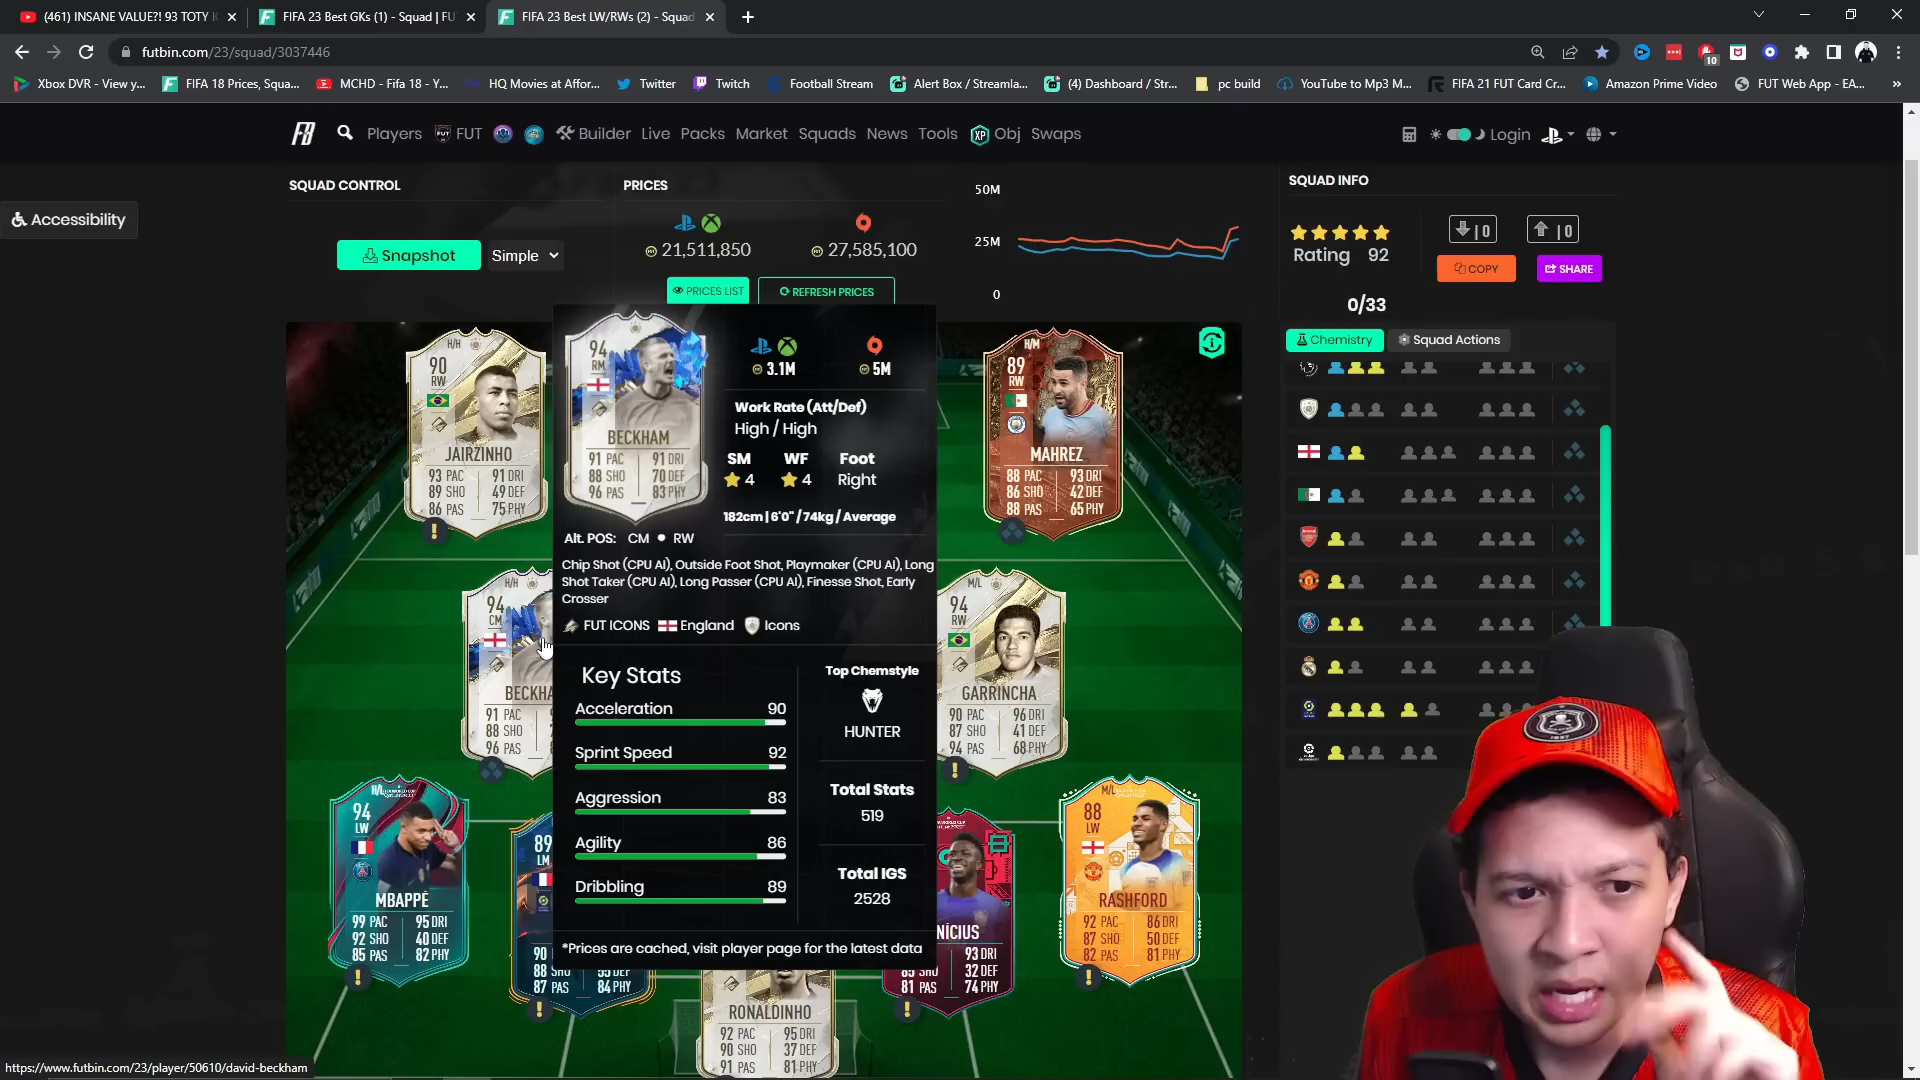 (461) INSANE VALUE?! 93 TOTY
FIFA 23 Best GKs (1) - Squad | FU
FIFA 23 Best LW/RWs (2) - Squad
futbin.com/23/squad/3037446
10
Xbox DVR - View y...
FIFA 18 Prices, Squa...
MCHD - Fifa 18 - Y...
HQ Movies at Affor...
Twitter
Twitch
Football Stream
Alert Box / Streamla...
(4) Dashboard / Str...
pc build
YouTube to Mp3 M...
FIFA 21 FUT Card Cr...
Amazon Prime Video
FUT Web App - EA...
Players FUT Builder Live Packs Market Squads News Tools Obj Swaps Login
Accessibility
SQUAD CONTROL
Snapshot Simple
PRICES
21,511,850 27,585,100
PRICES LIST REFRESH PRICES
50M
25M
0
SQUAD INFO
Rating 92
0
0
COPY
SHARE
0/33
Chemistry Squad Actions
H/H
90
RW
JAIRZINHO
93 PAC 91 DRI
89 SHO 49 DEF
86 PAS 75 PHY
94
RM
BECKHAM
91 PAC 91 DRI
88 SHO 70 DEF
96 PAS 83 PHY
3.1M 5M
Work Rate (Att/Def)
High / High
SM WF Foot
4 4 Right
182cm | 6'0" / 74kg / Average
Alt. POS: CM RW
Chip Shot (CPU AI), Outside Foot Shot, Playmaker (CPU AI), Long
Shot Taker (CPU AI), Long Passer (CPU AI), Finesse Shot, Early
Crosser
FUT ICONS England Icons
Key Stats
Acceleration 90
Sprint Speed 92
Aggression 83
Agility 86
Dribbling 89
Top Chemstyle
HUNTER
Total Stats
519
Total IGS
2528
*Prices are cached, visit player page for the latest data
H/M
89
RW
MAHREZ
88 PAC 93 DRI
86 SHO 42 DEF
88 PAS 65 PHY
H/H
94
CM
BECKHA
91 PAC
88 SHO
96 PAS
M/L
94
RW
GARRINCHA
90 PAC 96 DRI
87 SHO 41 DEF
94 PAS 68 PHY
H/L
94
LW
MBAPPÉ
99 PAC 95 DRI
92 SHO 40 DEF
85 PAS 82 PHY
89
LM
90
88 SHO 55 DEF
87 PAS 84 PHY
NÍCIUS
93 DRI
85 SHO 32 DEF
81 PAS 74 PHY
M/L
88
LW
RASHFORD
92 PAC 86 DRI
87 SHO 50 DEF
82 PAS 81 PHY
RONALDINHO
92 PAC 95 DRI
90 SHO 37 DEF
91 PAS 81 PHY
https://www.futbin.com/23/player/50610/david-beckham